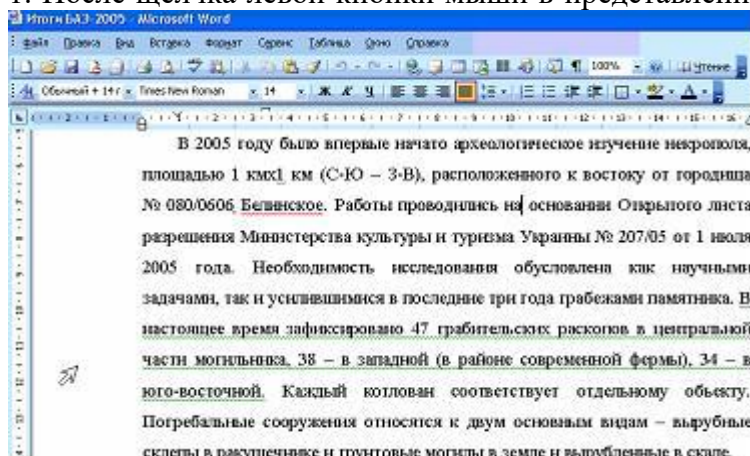 1. После щелчка левой кнопки мыши в представлении
Итоги БАЭ-2005 - Microsoft Word
Файл Правка Вид Вставка Формат Сервис Таблица Окно Справка
100% Чтение
Обычный + 14 г Times New Roman 14 Ж К Ч
В 2005 году было впервые начато археологическое изучение некрополя,
площадью 1 кмх1 км (С-Ю – З-В), расположенного к востоку от городища
№ 080/0606 Белинское. Работы проводились на основании Открытого листа
разрешения Министерства культуры и туризма Украины № 207/05 от 1 июля
2005 года. Необходимость исследования обусловлена как научными
задачами, так и усилившимися в последние три года грабежами памятника. В
настоящее время зафиксировано 47 грабительских раскопов в центральной
части могильника, 38 – в западной (в районе современной фермы), 34 – в
юго-восточной. Каждый котлован соответствует отдельному объекту.
Погребальные сооружения относятся к двум основным видам – вырубные
склепы в ракушечнике и грунтовые могилы в земле и вырубленные в скале.